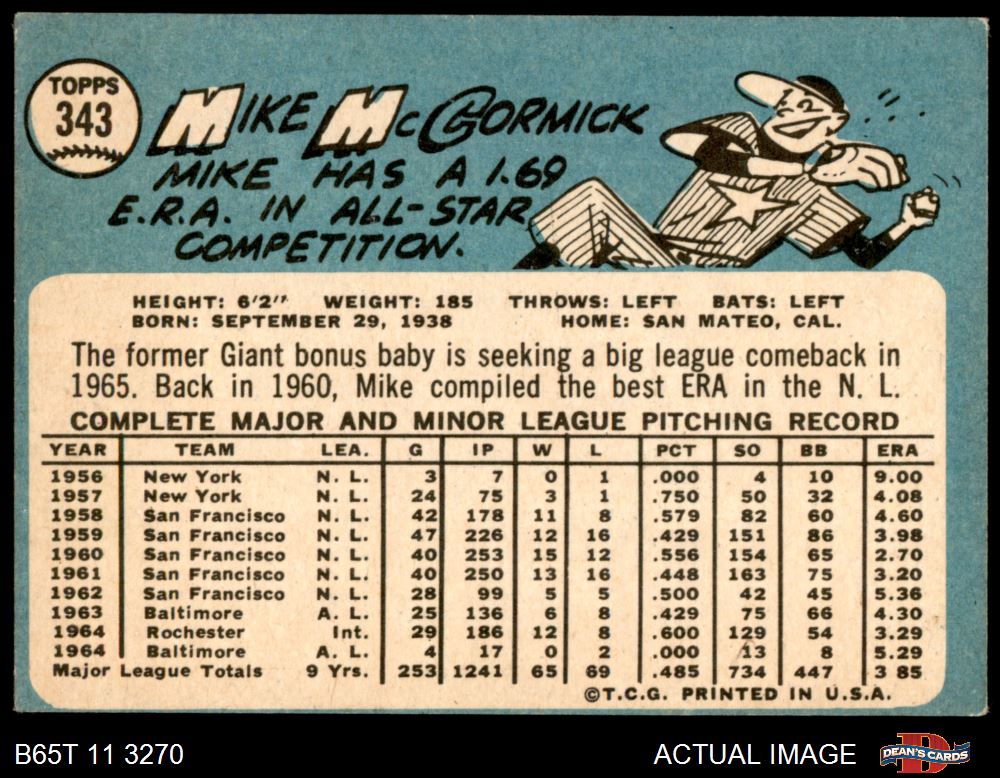 TOPPS
343
MIKE McCORMICK
MIKE HAS A 1.69
E.R.A. IN ALL-STAR
COMPETITION.
HEIGHT: 6'2" WEIGHT: 185 THROWS: LEFT BATS: LEFT
BORN: SEPTEMBER 29, 1938 HOME: SAN MATEO, CAL.
The former Giant bonus baby is seeking a big league comeback in
1965. Back in 1960, Mike compiled the best ERA in the N. L.
COMPLETE MAJOR AND MINOR LEAGUE PITCHING RECORD
YEAR TEAM LEA. G IP W L PCT SO BB ERA
1956 New York N. L. 3 7 0 1 .000 4 10 9.00
1957 New York N. L. 24 75 3 1 .750 50 32 4.08
1958 San Francisco N. L. 42 178 11 8 .579 82 60 4.60
1959 San Francisco N. L. 47 226 12 16 .429 151 86 3.98
1960 San Francisco N. L. 40 253 15 12 .556 154 65 2.70
1961 San Francisco N. L. 40 250 13 16 .448 163 75 3.20
1962 San Francisco N. L. 28 99 5 5 .500 42 45 5.36
1963 Baltimore A. L. 25 136 6 8 .429 75 66 4.30
1964 Rochester Int. 29 186 12 8 .600 129 54 3.29
1964 Baltimore A. L. 4 17 0 2 .000 13 8 5.29
Major League Totals 9 Yrs. 253 1241 65 69 .485 734 447 3 85
©T.C.G. PRINTED IN U.S.A.
B65T 11 3270 ACTUAL IMAGE
D
DEAN'S CARDS